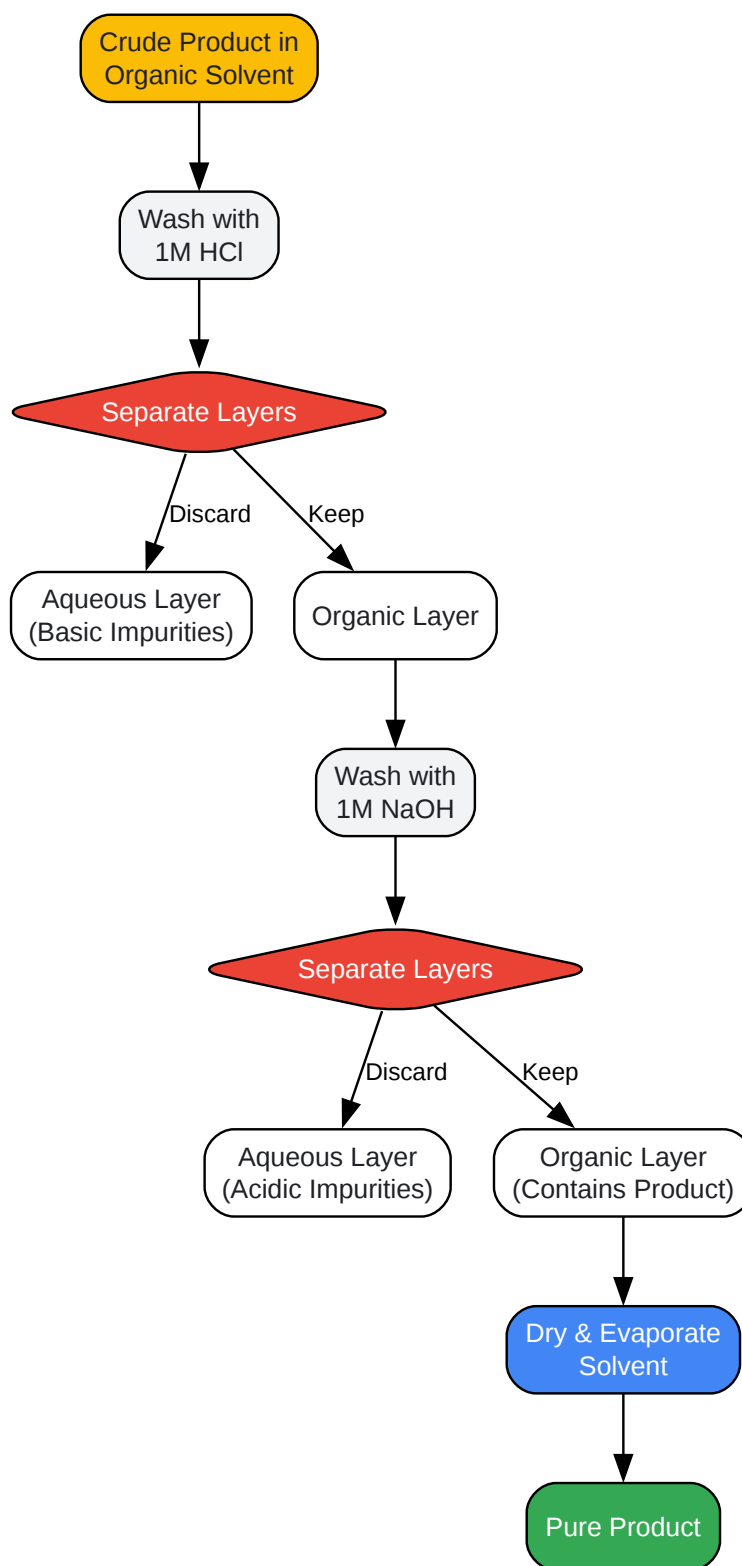 Crude Product in
Organic Solvent
Wash with
1M HCl
Separate Layers
Discard
Keep
Aqueous Layer
(Basic Impurities)
Organic Layer
Wash with
1M NaOH
Separate Layers
Discard
Keep
Aqueous Layer
(Acidic Impurities)
Organic Layer
(Contains Product)
Dry & Evaporate
Solvent
Pure Product